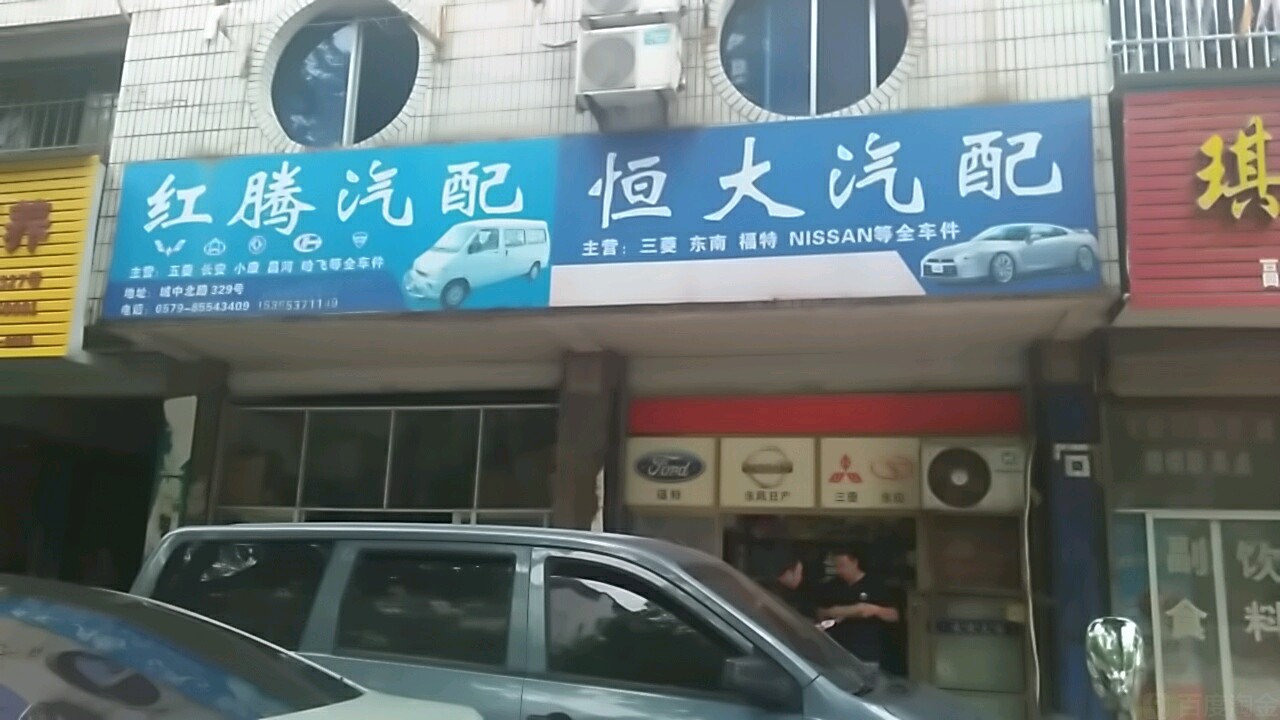 红腾汽配
主营：五菱 长安 小康 昌河 哈飞等全车件
地址：城中北路329号
电话：0579-85543409
恒大汽配
主营：三菱 东南 福特 NISSAN等全车件
养
琪
Ford
福特
东风日产
三菱
副食
饮料